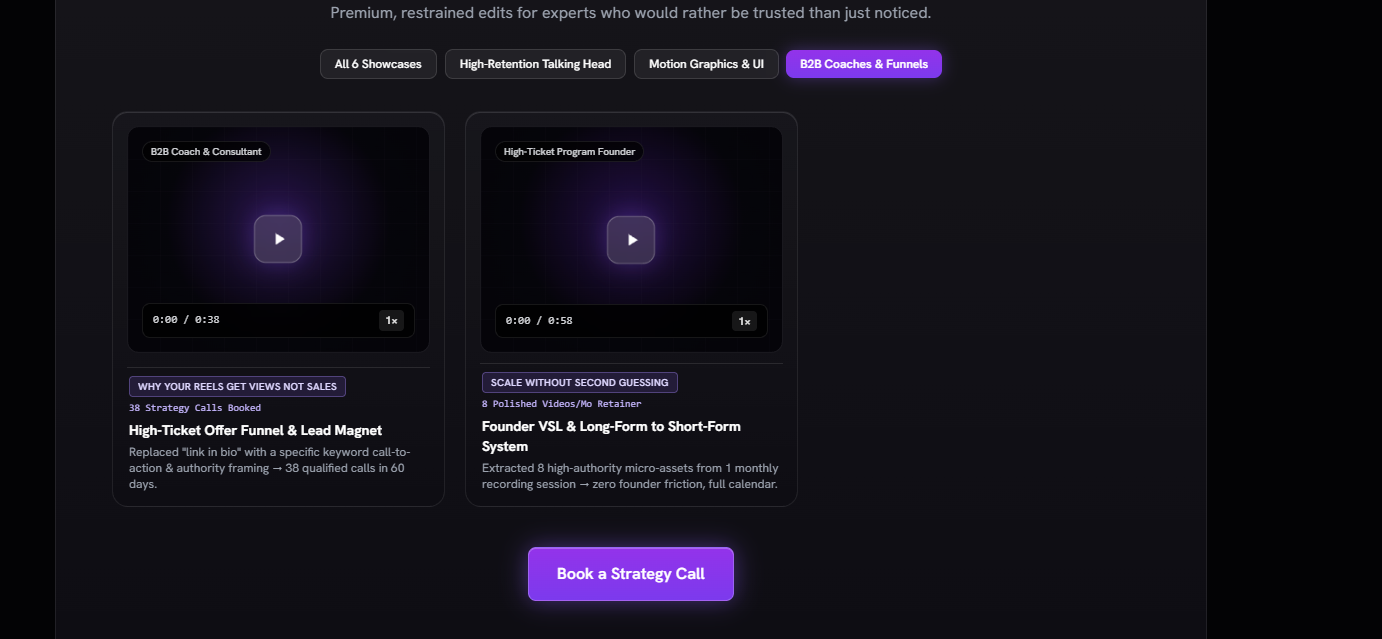 Premium, restrained edits for experts who would rather be trusted than just noticed.
All 6 Showcases
High-Retention Talking Head
Motion Graphics & UI
B2B Coaches & Funnels
B2B Coach & Consultant
0:00 / 0:38
1×
WHY YOUR REELS GET VIEWS NOT SALES
38 Strategy Calls Booked
High-Ticket Offer Funnel & Lead Magnet
Replaced "link in bio" with a specific keyword call-to-
action & authority framing → 38 qualified calls in 60
days.
High-Ticket Program Founder
0:00 / 0:58
1×
SCALE WITHOUT SECOND GUESSING
8 Polished Videos/Mo Retainer
Founder VSL & Long-Form to Short-Form
System
Extracted 8 high-authority micro-assets from 1 monthly
recording session → zero founder friction, full calendar.
Book a Strategy Call